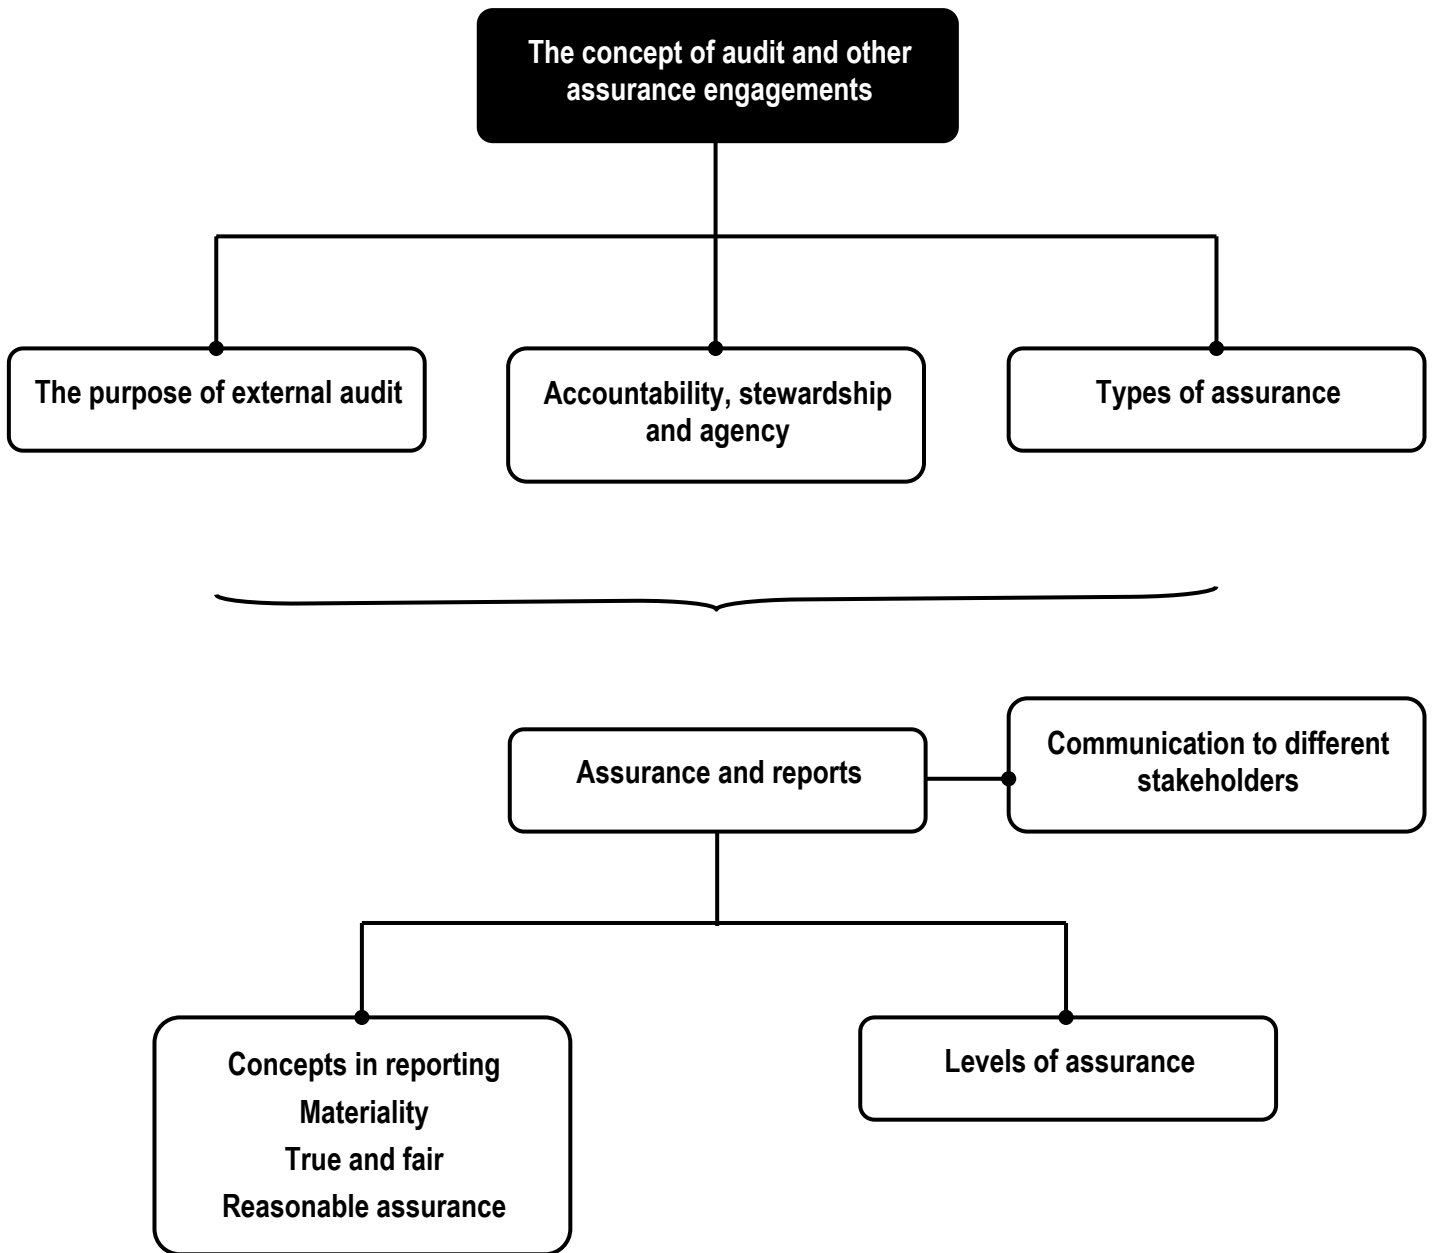 The concept of audit and other
assurance engagements
The purpose of external audit
Accountability, stewardship
and agency
Types of assurance
Assurance and reports
Communication to different
stakeholders
Concepts in reporting
Materiality
True and fair
Reasonable assurance
Levels of assurance